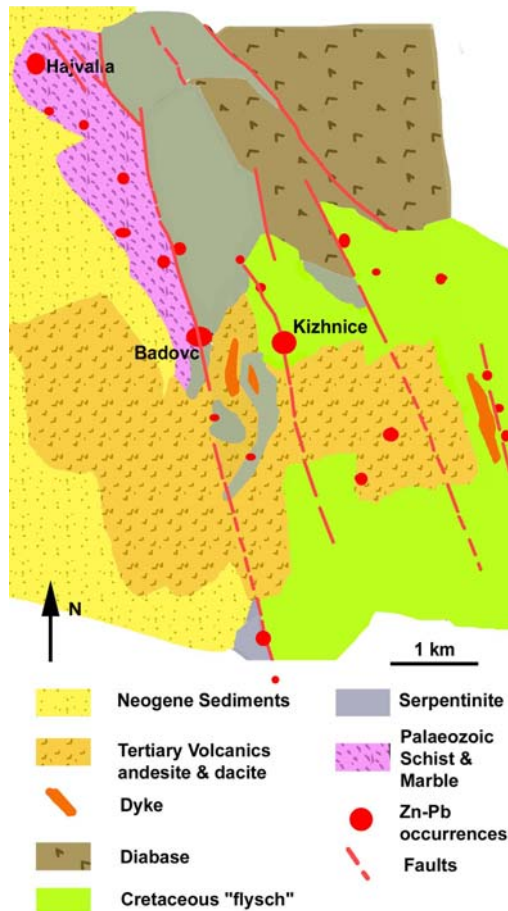 Hajvalia
Badovc
Kizhnice
N
1 km
Neogene Sediments
Tertiary Volcanics
andesite & dacite
Dyke
Diabase
Cretaceous "flysch"
Serpentinite
Palaeozoic
Schist &
Marble
Zn-Pb
occurrences
Faults